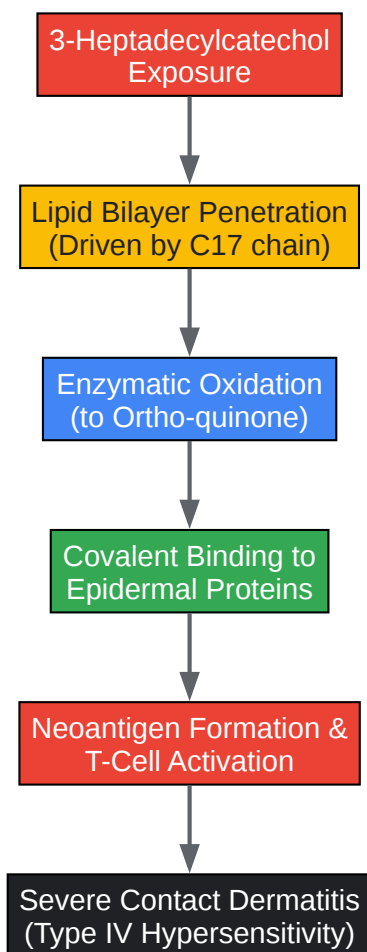 3-Heptadecylcatechol
Exposure
Lipid Bilayer Penetration
(Driven by C17 chain)
Enzymatic Oxidation
(to Ortho-quinone)
Covalent Binding to
Epidermal Proteins
Neoantigen Formation &
T-Cell Activation
Severe Contact Dermatitis
(Type IV Hypersensitivity)